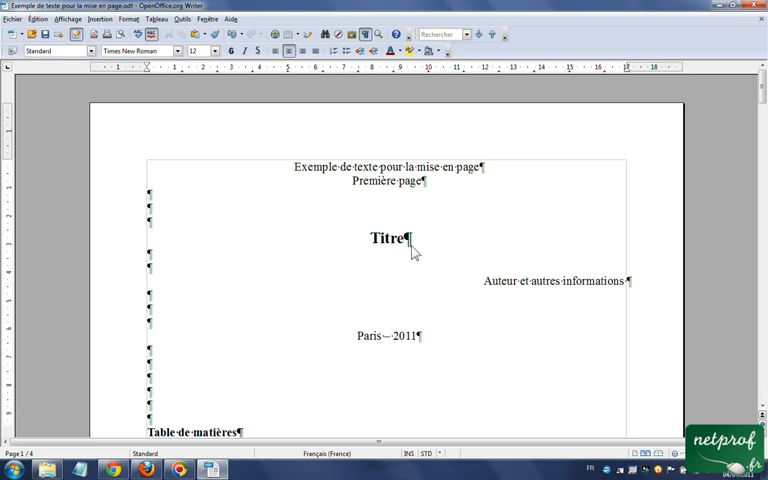 Exemple de texte pour la mise en page.odt - OpenOffice.org Writer
Fichier Édition Affichage Insertion Format Tableau Outils Fenêtre Aide
Rechercher
Standard Times New Roman 12
Exemple·de·texte·pour·la·mise·en·page¶
Première·page¶
¶
¶
¶
Titre¶
¶
¶
Auteur·et·autres·informations·¶
¶
¶
¶
Paris·–·2011¶
¶
¶
¶
¶
¶
¶
Table·de·matières¶
Page 1 / 4 Standard Français (France) INS STD *
FR
netprof
.fr